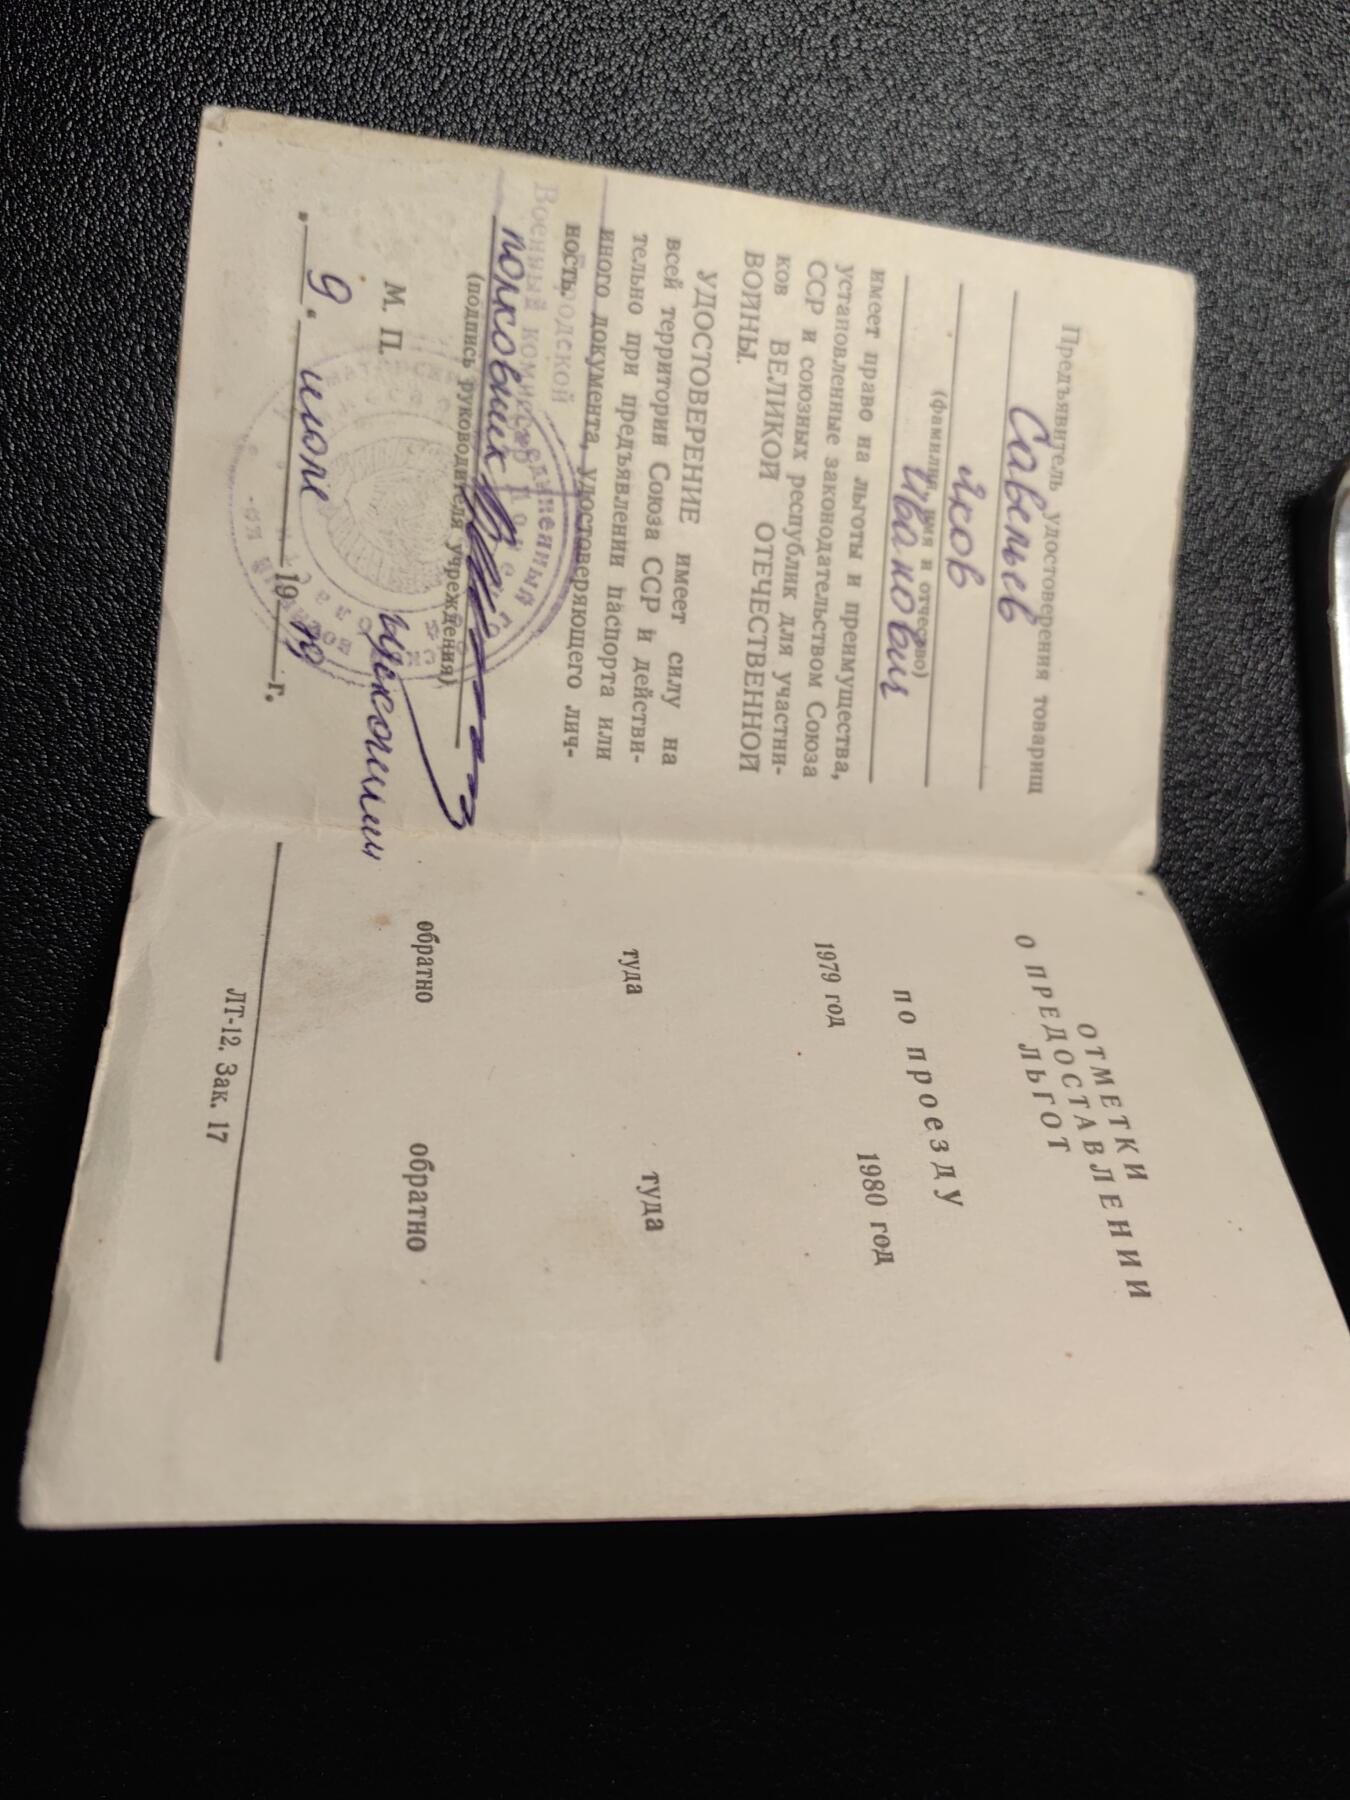 Предъявитель удостоверения товарищ
Савельев
Яков
(фамилия, имя и отчество)
Иванович
имеет право на льготы и преимущества,
установленные законодательством Союза
ССР и союзных республик для участни-
ков ВЕЛИКОЙ ОТЕЧЕСТВЕННОЙ
ВОЙНЫ.
УДОСТОВЕРЕНИЕ имеет силу на
всей территории Союза ССР и действи-
тельно при предъявлении паспорта или
иного документа, удостоверяющего лич-
ность.
Военный комиссар
полковник
(подпись руководителя учреждения)
М. П.
9. июня 1979 г.
ОТМЕТКИ
О ПРЕДОСТАВЛЕНИИ
ЛЬГОТ
по проезду
1979 год 1980 год
туда туда
обратно обратно
ЛТ-12. Зак. 17